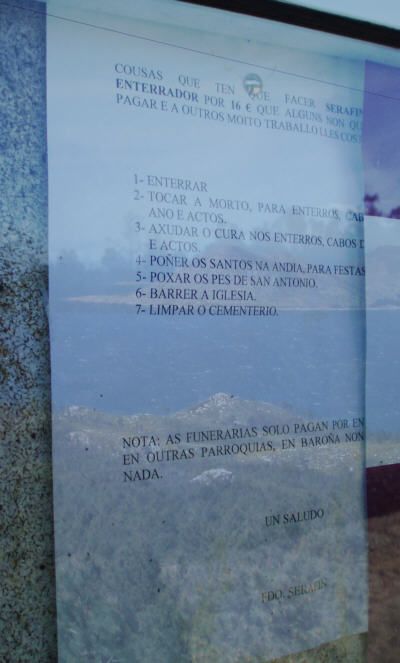 COUSAS QUE TEN QUE FACER SERAFIN
ENTERRADOR POR 16 € QUE ALGUNS NON
PAGAR E A OUTROS MOITO TRABALLO LLES
1- ENTERRAR
2- TOCAR A MORTO, PARA ENTERROS,
ANO E ACTOS.
3- AXUDAR O CURA NOS ENTERROS, CABOS
E ACTOS.
4- POÑER OS SANTOS NA ANDIA, PARA FESTAS
5- POXAR OS PES DE SAN ANTONIO.
6- BARRER A IGLESIA.
7- LIMPAR O CEMENTERIO.
NOTA: AS FUNERARIAS SOLO PAGAN POR
EN OUTRAS PARROQUIAS, EN BAROÑA NON
NADA.
UN SALUDO
FDO. SERAFIN